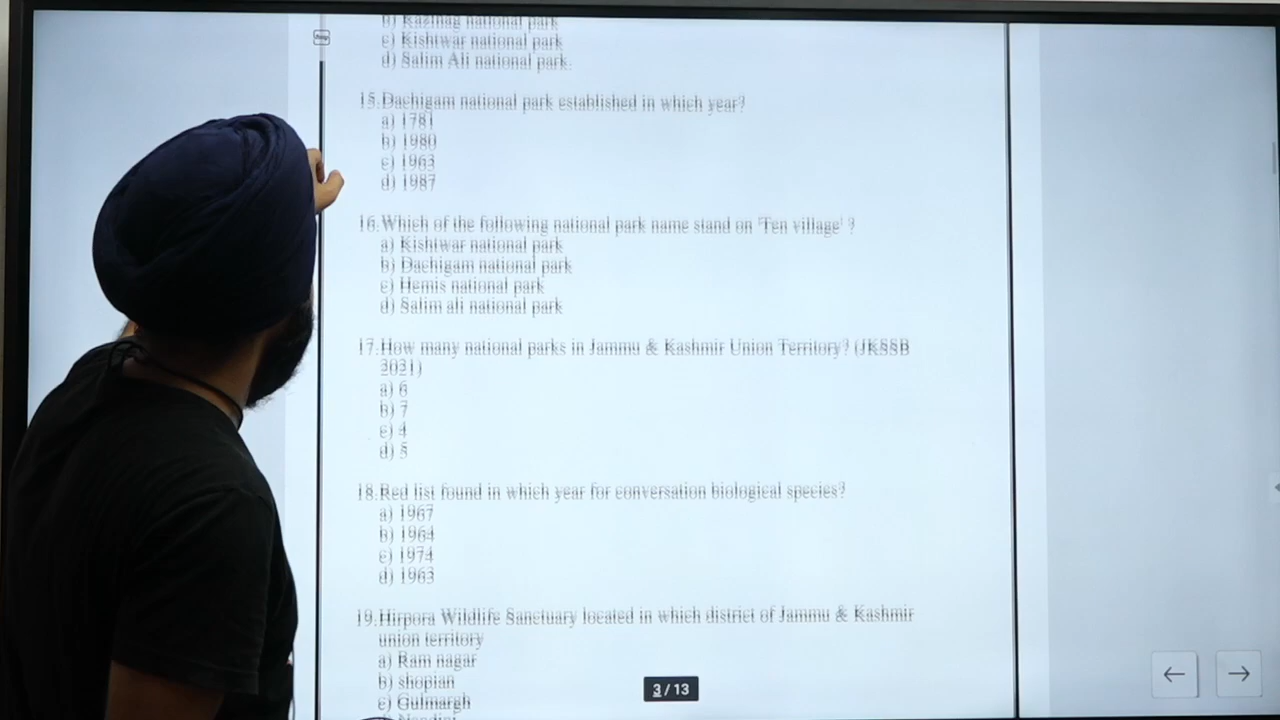 b) Kazinag national park
c) Kishtwar national park
d) Salim Ali national park.
15.Dachigam national park established in which year?
a) 1781
b) 1980
c) 1963
d) 1987
16.Which of the following national park name stand on 'Ten village' ?
a) Kishtwar national park
b) Dachigam national park
c) Hemis national park
d) Salim ali national park
17.How many national parks in Jammu & Kashmir Union Territory? (JKSSB
2021)
a) 6
b) 7
c) 4
d) 5
18.Red list found in which year for conversation biological species?
a) 1967
b) 1964
c) 1974
d) 1963
19.Hirpora Wildlife Sanctuary located in which district of Jammu & Kashmir
union territory
a) Ram nagar
b) shopian
c) Gulmargh
3 / 13